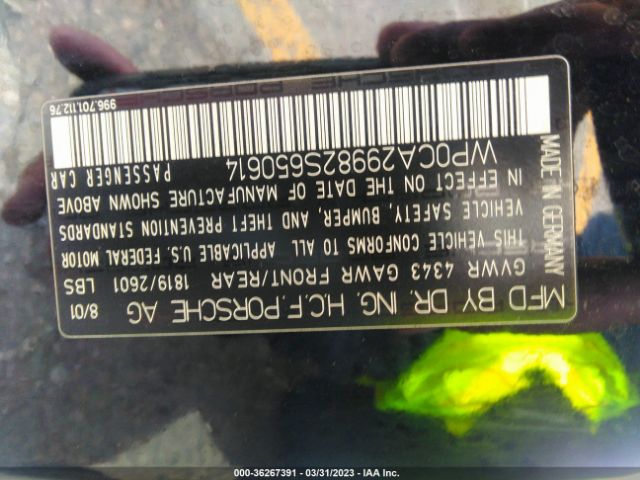 MFD BY DR. ING. H.C.F. PORSCHE AG 8/01
GVWR 4343 GAWR FRONT/REAR 1819/2601 LBS
THIS VEHICLE CONFORMS TO ALL APPLICABLE U.S. FEDERAL MOTOR
VEHICLE SAFETY, BUMPER, AND THEFT PREVENTION STANDARDS
IN EFFECT ON THE DATE OF MANUFACTURE SHOWN ABOVE
WP0CA29982S650614 PASSENGER CAR
MADE IN GERMANY
996.701.112.76
000-36267391 - 03/31/2023 - IAA Inc.